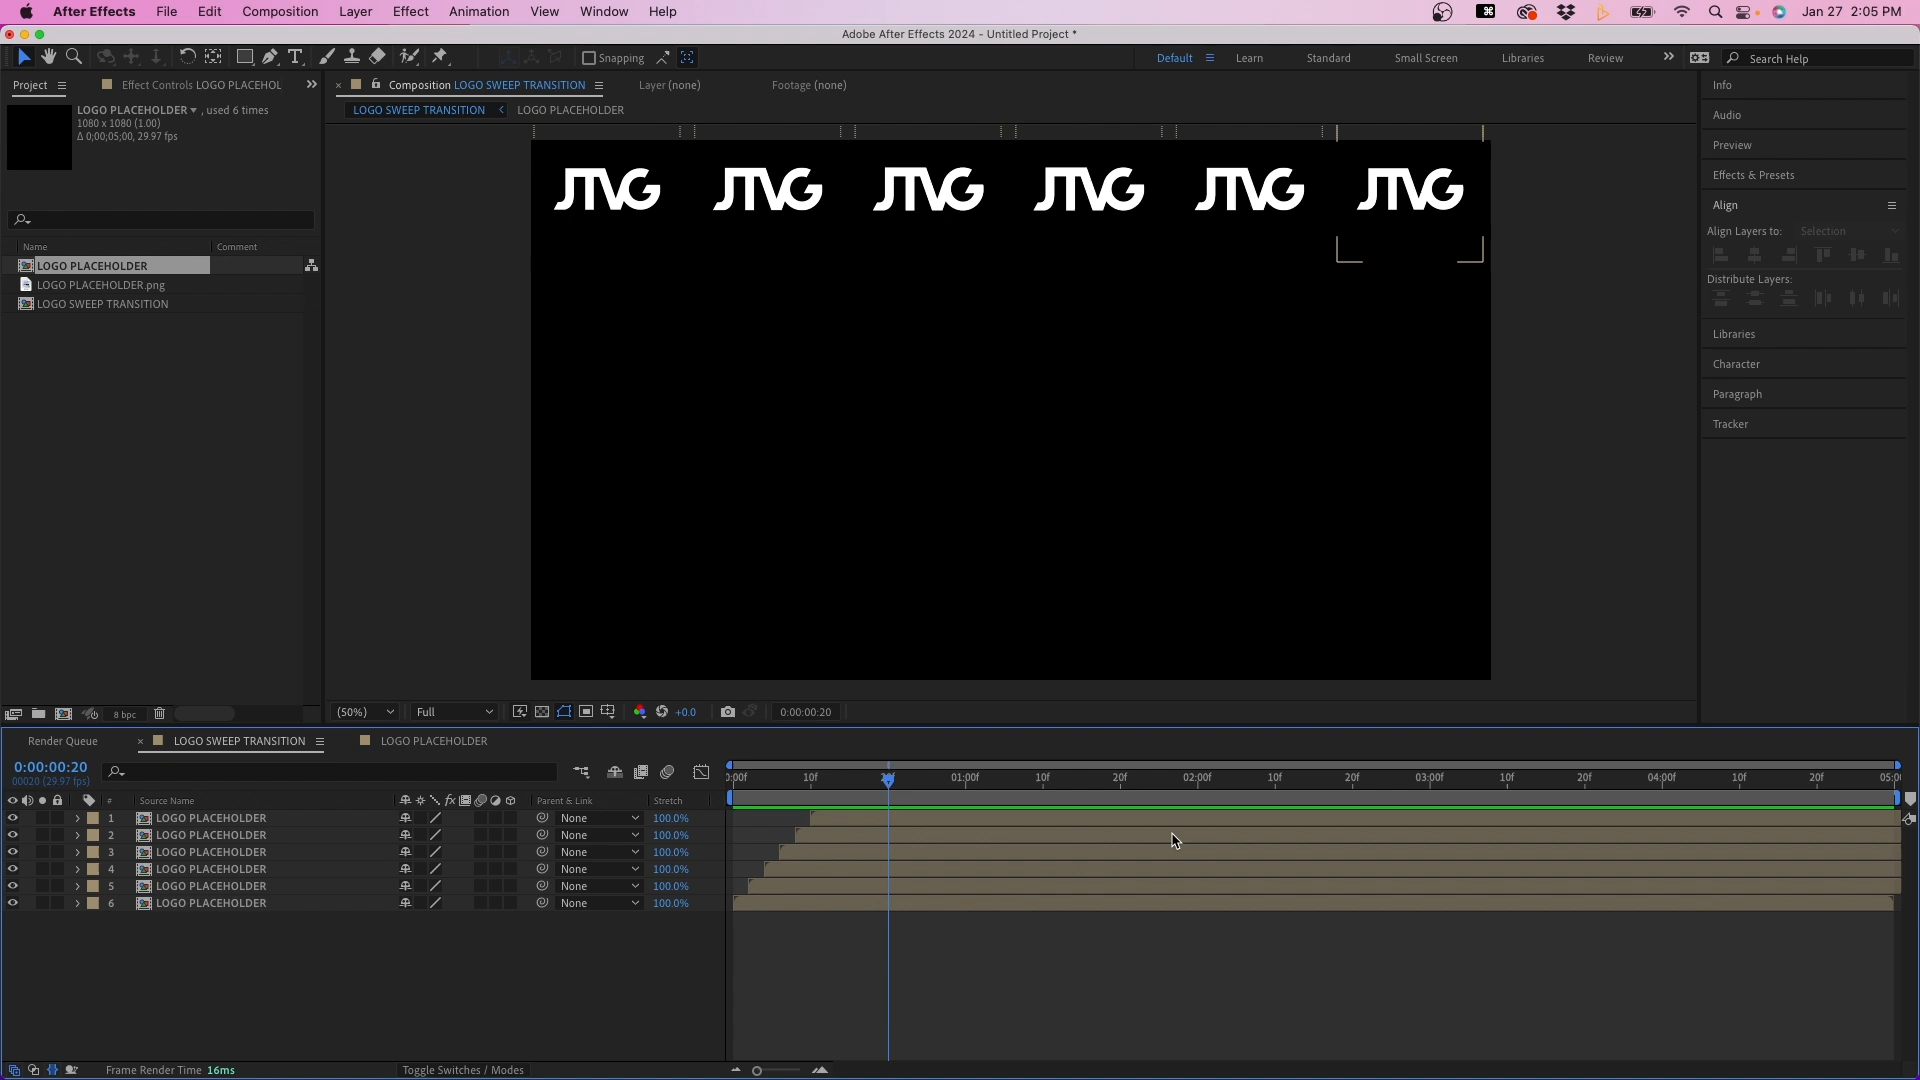 After Effects File Edit Composition Layer Effect Animation View Window Help Jan 27 2:05 PM
Adobe After Effects 2024 - Untitled Project *
Snapping Default Learn Standard Small Screen Libraries Review Search Help
Project Effect Controls LOGO PLACEHOL Composition LOGO SWEEP TRANSITION Layer (none) Footage (none) Info
LOGO PLACEHOLDER , used 6 times
1080 x 1080 (1.00)
Δ 0;00;05;00, 29.97 fps
LOGO SWEEP TRANSITION LOGO PLACEHOLDER
Audio
Preview
Effects & Presets
Align
Align Layers to: Selection
Distribute Layers:
Libraries
Character
Paragraph
Tracker
JTVG JTVG JTVG JTVG JTVG JTVG
Name Comment
LOGO PLACEHOLDER
LOGO PLACEHOLDER.png
LOGO SWEEP TRANSITION
8 bpc (50%) Full +0.0 0:00:00:20
Render Queue LOGO SWEEP TRANSITION LOGO PLACEHOLDER
0:00:00:20
00020 (29.97 fps)
:00f 10f 01:00f 10f 20f 02:00f 10f 20f 03:00f 10f 20f 04:00f 10f 20f 05:0
# Source Name fx Parent & Link Stretch
1 LOGO PLACEHOLDER None 100.0%
2 LOGO PLACEHOLDER None 100.0%
3 LOGO PLACEHOLDER None 100.0%
4 LOGO PLACEHOLDER None 100.0%
5 LOGO PLACEHOLDER None 100.0%
6 LOGO PLACEHOLDER None 100.0%
Frame Render Time 16ms Toggle Switches / Modes